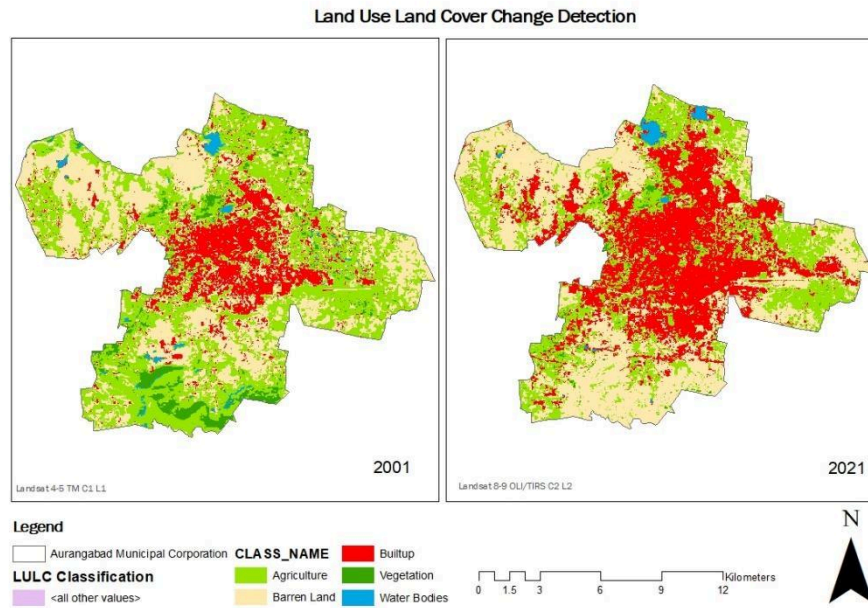 Land Use Land Cover Change Detection
2001
Landsat 4-5 TM C1 L1
2021
Landsat 8-9 OLI/TIRS C2 L2
Legend
Aurangabad Municipal Corporation
LULC Classification
<all other values>
CLASS_NAME
Agriculture
Barren Land
Builtup
Vegetation
Water Bodies
0 1.5 3 6 9 12 Kilometers
N